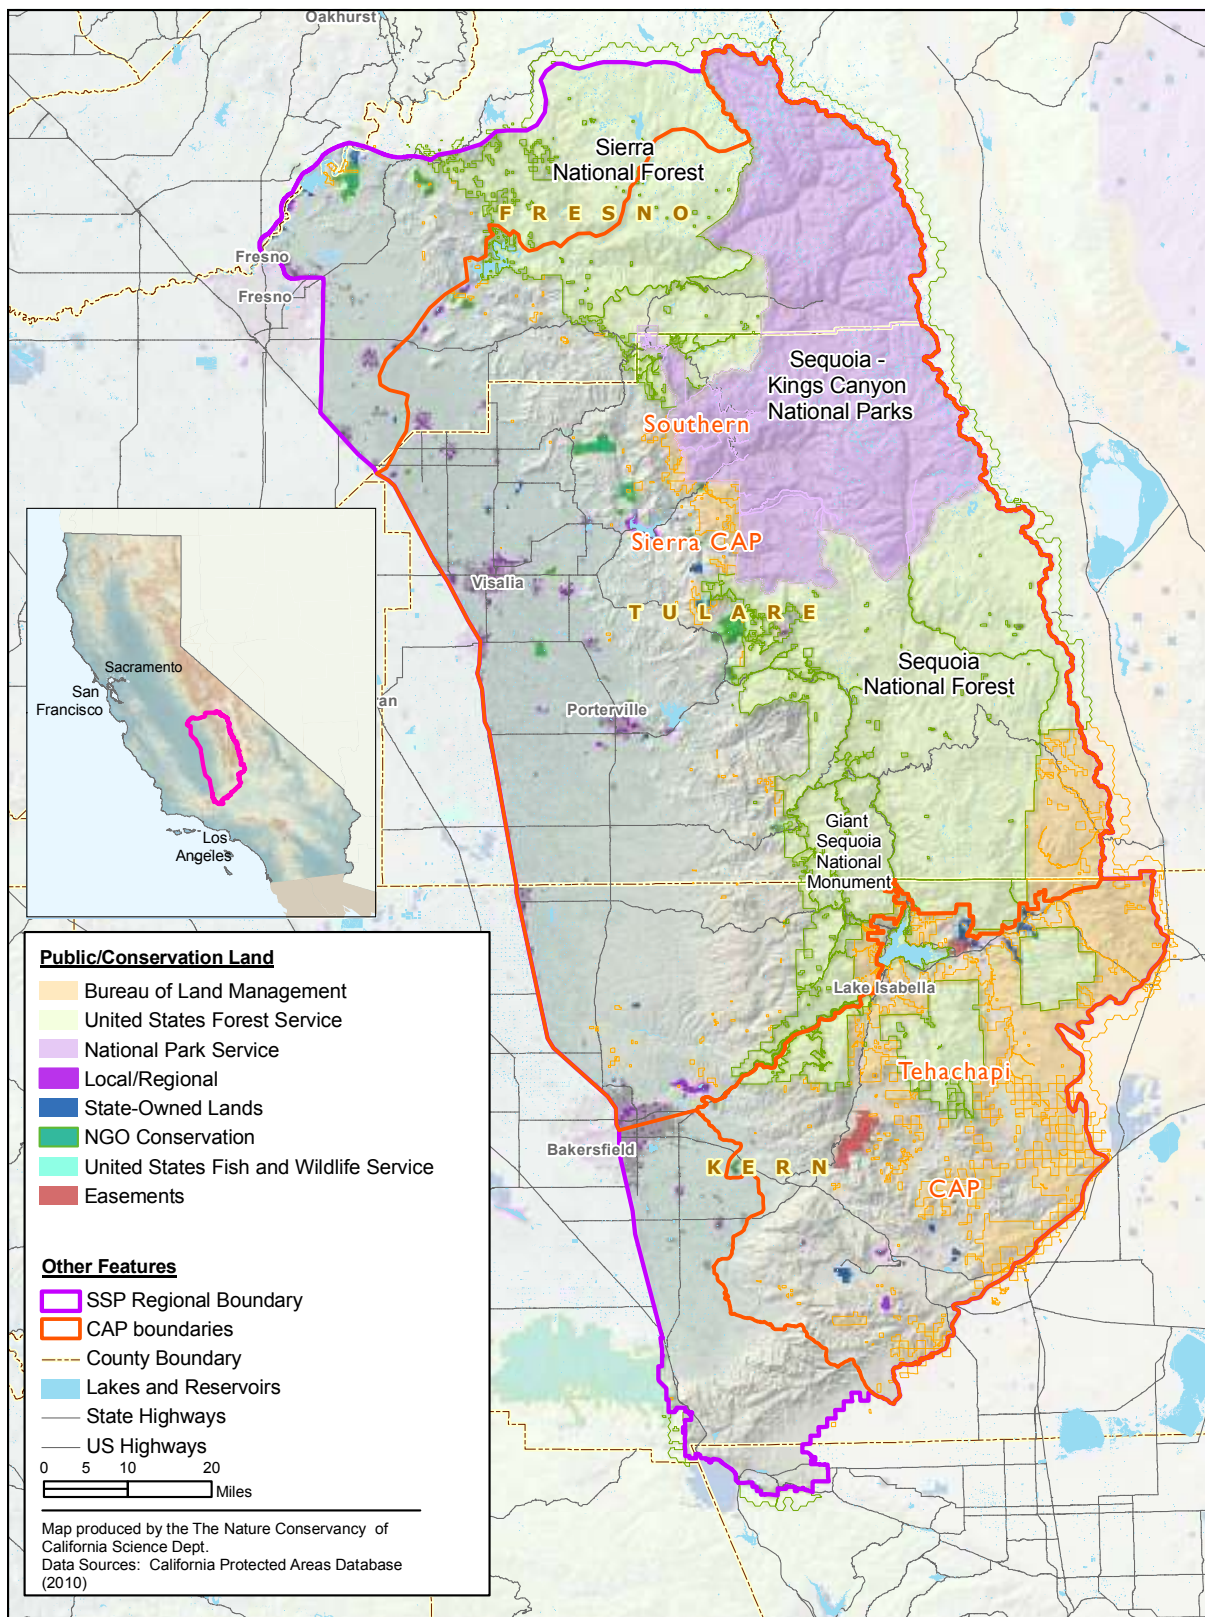 Oakhurst
Sierra
National Forest
FRESNO
Fresno
Fresno
Sequoia -
Kings Canyon
National Parks
Southern
Sierra CAP
Visalia
TULARE
Sequoia
National Forest
an
Porterville
Giant
Sequoia
National
Monument
Lake Isabella
Tehachapi
Bakersfield
KERN
CAP
Sacramento
San
Francisco
Los
Angeles
Public/Conservation Land
Bureau of Land Management
United States Forest Service
National Park Service
Local/Regional
State-Owned Lands
NGO Conservation
United States Fish and Wildlife Service
Easements
Other Features
SSP Regional Boundary
CAP boundaries
County Boundary
Lakes and Reservoirs
State Highways
US Highways
0 5 10 20
Miles
Map produced by the The Nature Conservancy of
California Science Dept.
Data Sources: California Protected Areas Database
(2010)